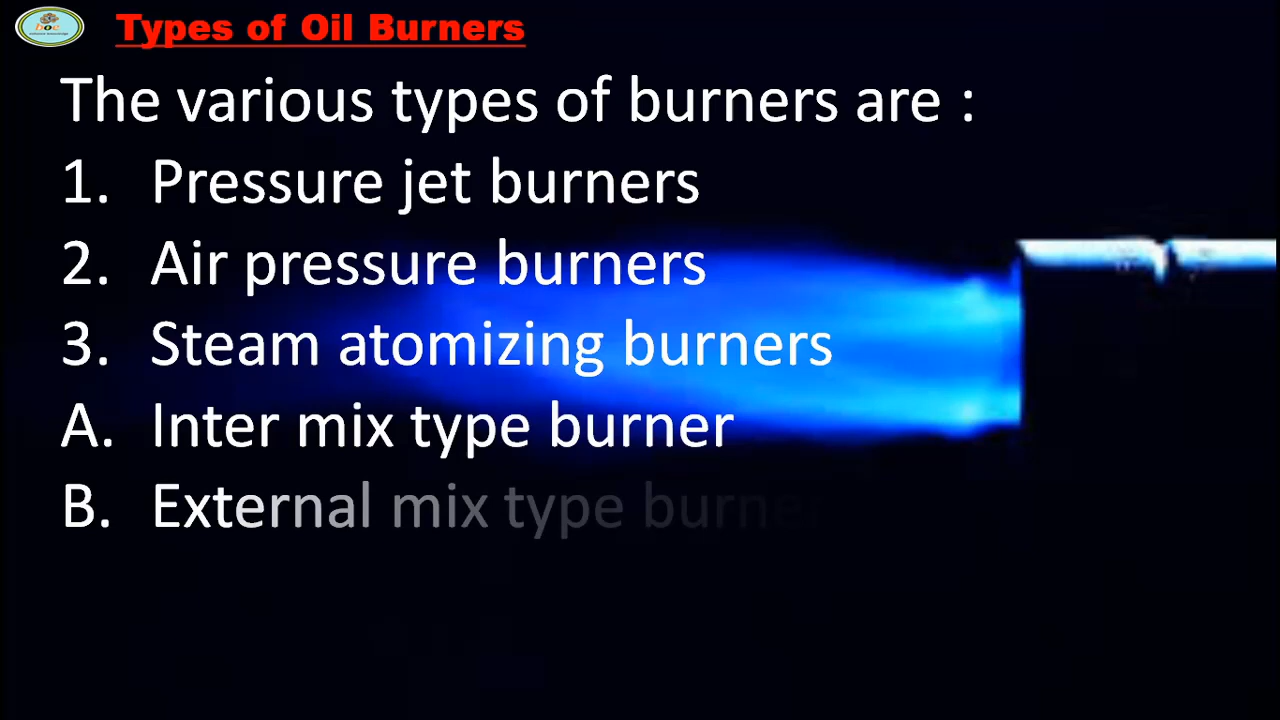 Types of Oil Burners
The various types of burners are :
1. Pressure jet burners
2. Air pressure burners
3. Steam atomizing burners
A. Inter mix type burner
B. External mix type burner